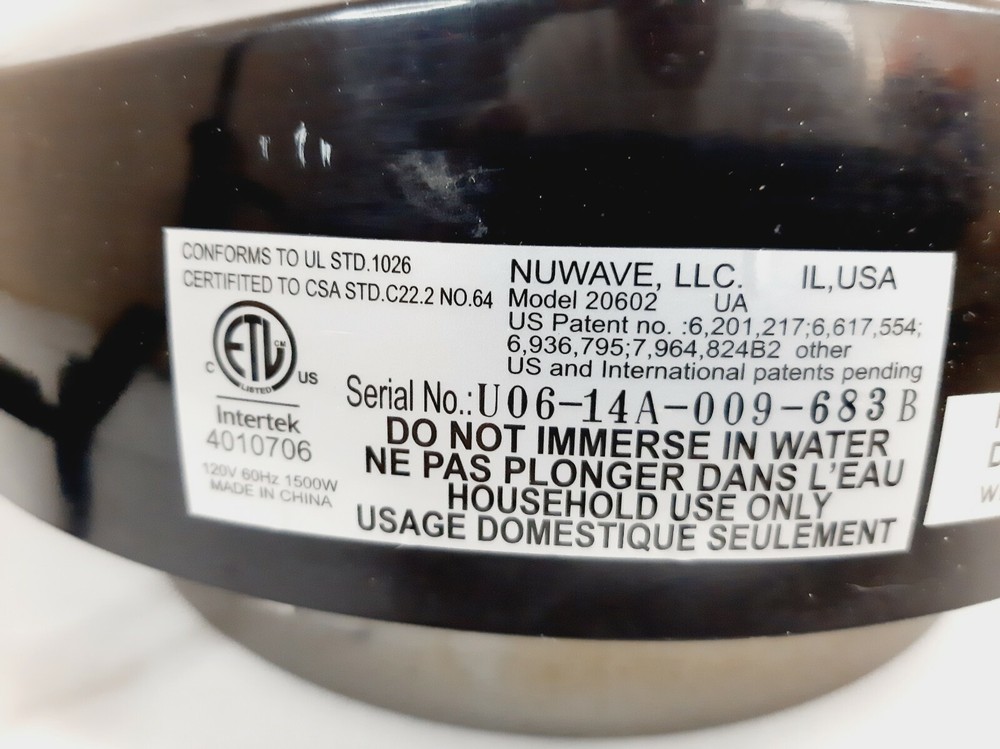 CONFORMS TO UL STD.1026
CERTIFITED TO CSA STD.C22.2 NO.64
ETL CM
C US
LISTED
Intertek
4010706
120V 60Hz 1500W
MADE IN CHINA
NUWAVE, LLC. IL,USA
Model 20602 UA
US Patent no. :6,201,217;6,617,554;
6,936,795;7,964,824B2 other
US and International patents pending
Serial No.:U06-14A-009-683B
DO NOT IMMERSE IN WATER
NE PAS PLONGER DANS L'EAU
HOUSEHOLD USE ONLY
USAGE DOMESTIQUE SEULEMENT